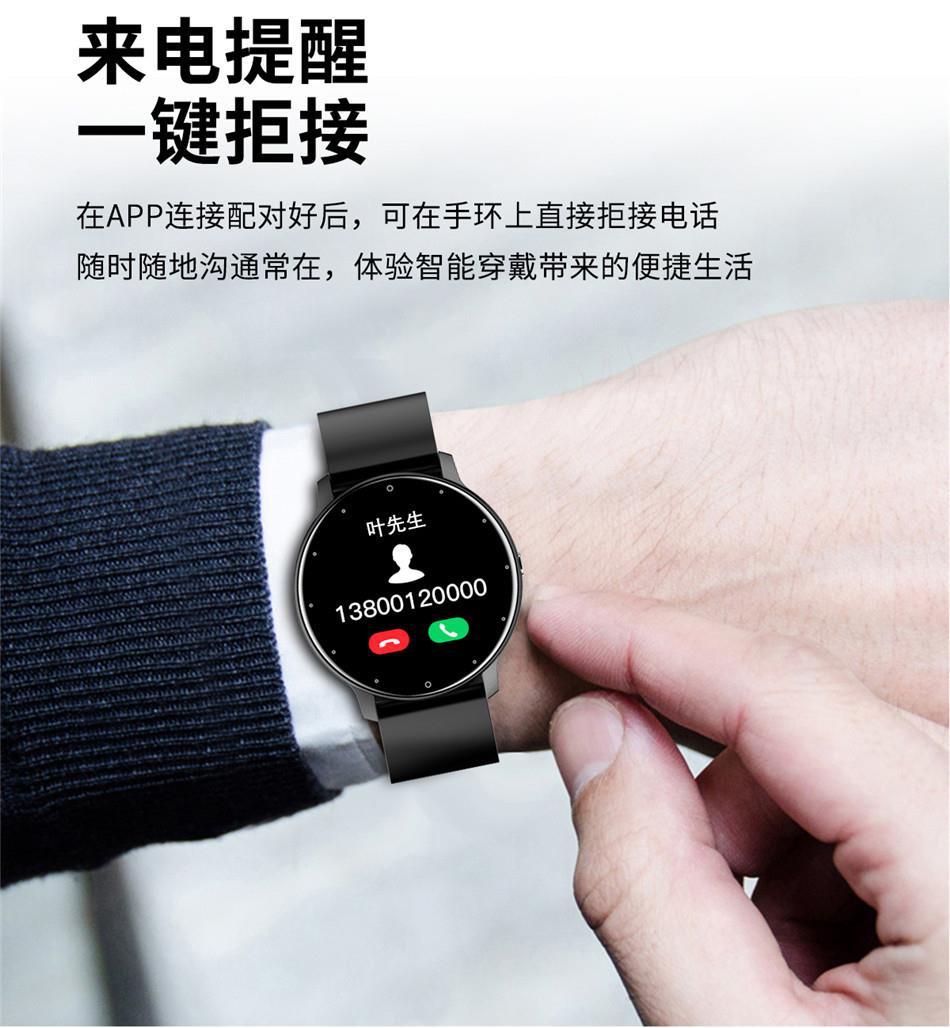 来电提醒
一键拒接
在APP连接配对好后，可在手环上直接拒接电话
随时随地沟通常在，体验智能穿戴带来的便捷生活
叶先生
13800120000